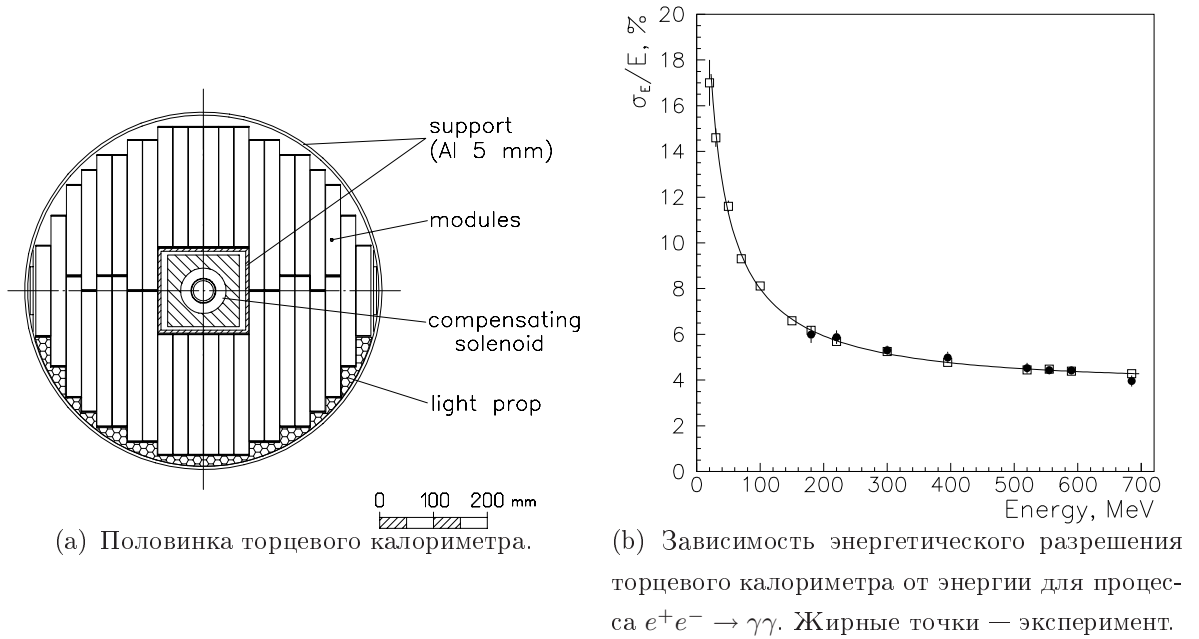 support
(Al 5 mm)
modules
compensating
solenoid
light prop
0 100 200 mm
(a) Половинка торцевого калориметра.
σ_E/E, %
20
18
16
14
12
10
8
6
4
2
0
0 100 200 300 400 500 600 700
Energy, MeV
(b) Зависимость энергетического разрешения
торцевого калориметра от энергии для процес-
са e⁺e⁻ → γγ. Жирные точки — эксперимент.